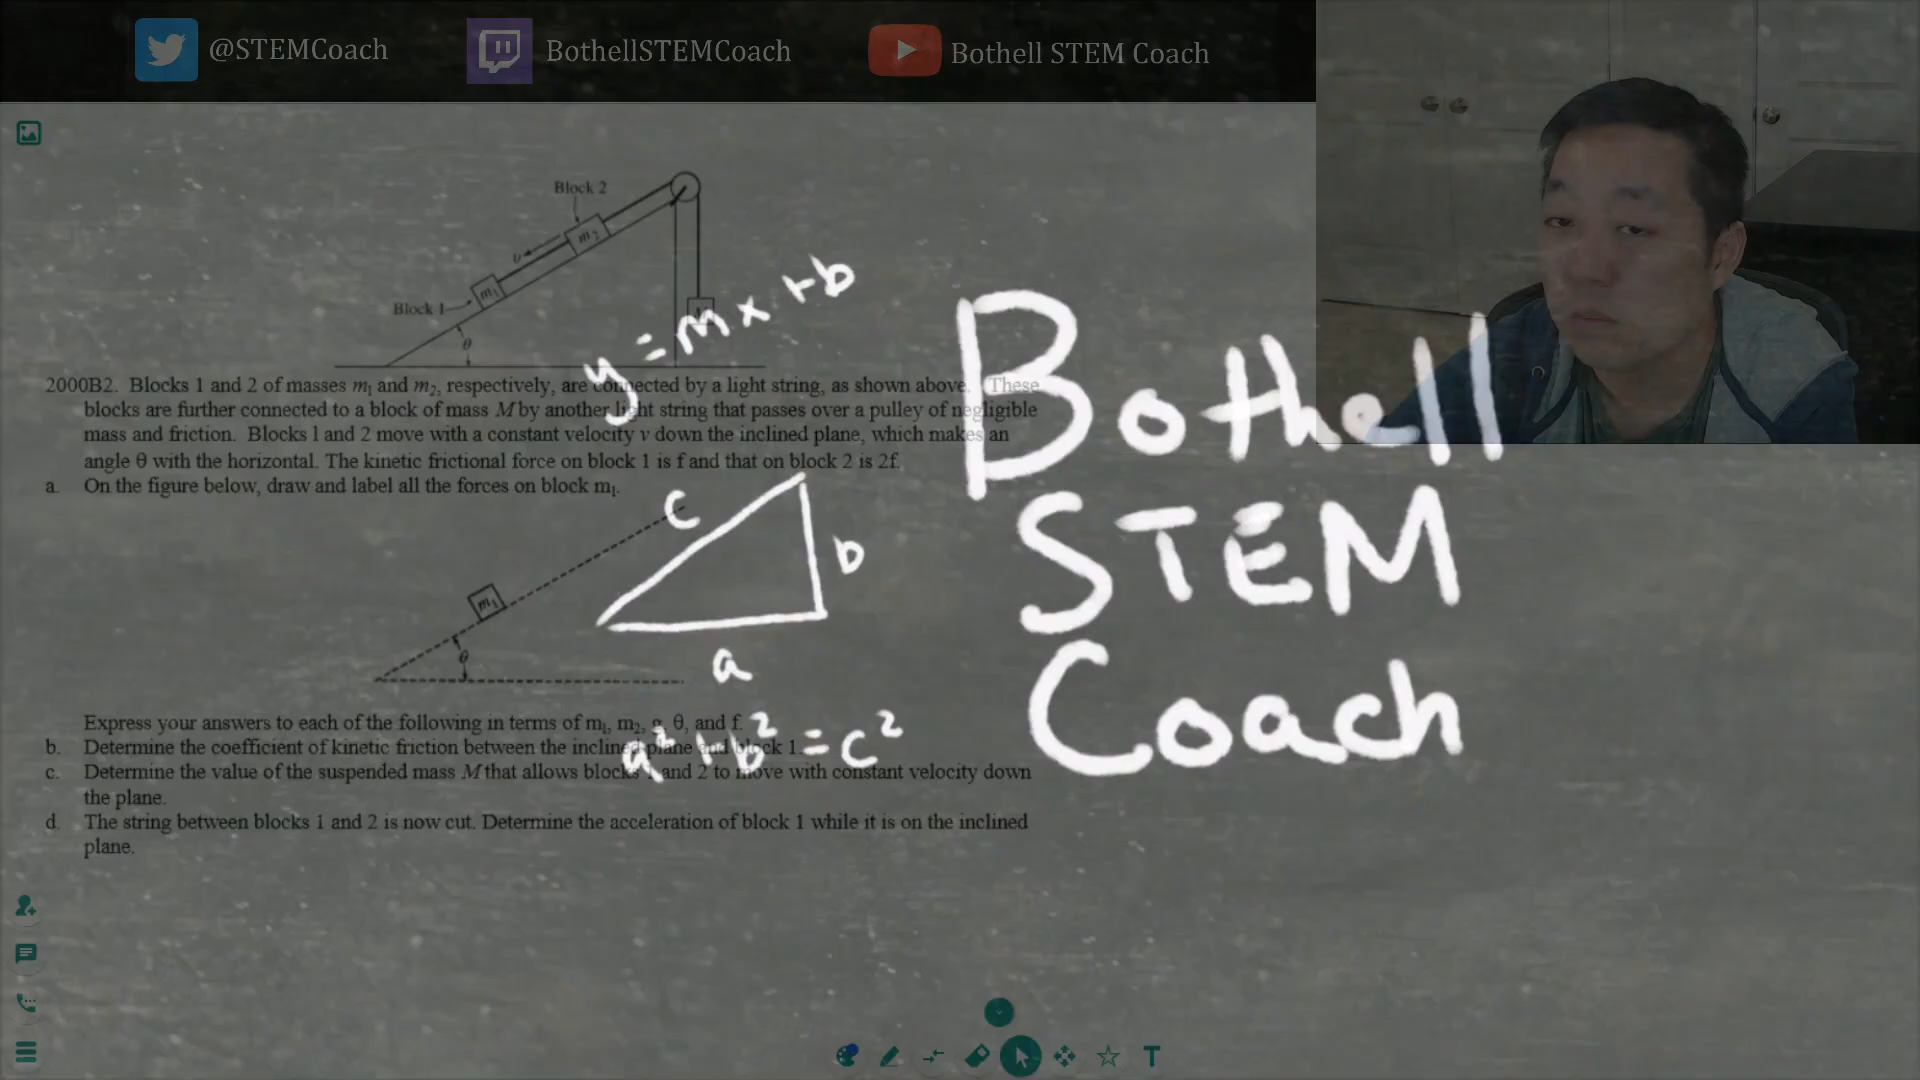 @STEMCoach
BothellSTEMCoach
Bothell STEM Coach
Block 2
m₂
υ
m₁
Block 1
θ
y = mx + b
2000B2. Blocks 1 and 2 of masses m₁ and m₂, respectively, are connected by a light string, as shown above. These
blocks are further connected to a block of mass M by another light string that passes over a pulley of negligible
mass and friction. Blocks 1 and 2 move with a constant velocity v down the inclined plane, which makes an
angle θ with the horizontal. The kinetic frictional force on block 1 is f and that on block 2 is 2f.
a. On the figure below, draw and label all the forces on block m₁.
m₁
θ
c
b
a
a² + b² = c²
Bothell
STEM
Coach
Express your answers to each of the following in terms of m₁, m₂, g, θ, and f.
b. Determine the coefficient of kinetic friction between the inclined plane and block 1.
c. Determine the value of the suspended mass M that allows blocks 1 and 2 to move with constant velocity down
the plane.
d. The string between blocks 1 and 2 is now cut. Determine the acceleration of block 1 while it is on the inclined
plane.
T